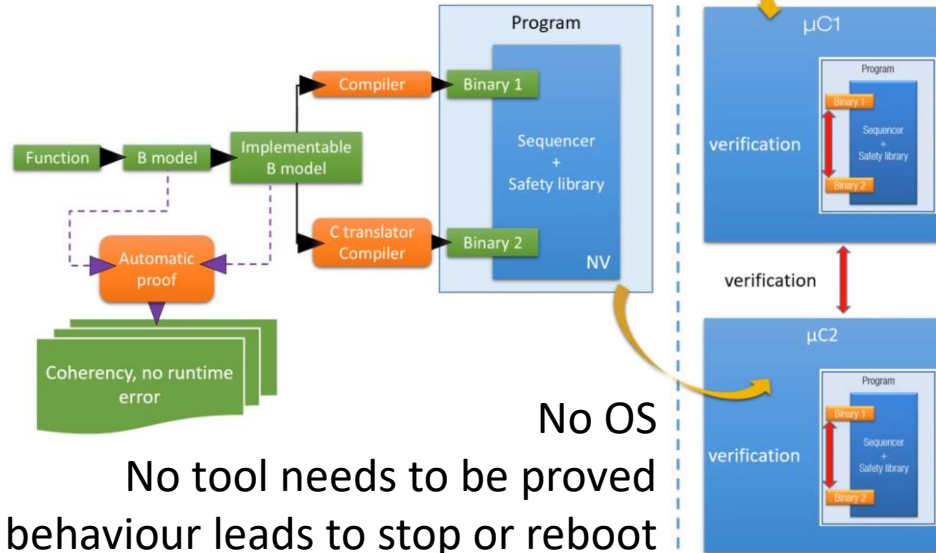 Function
B model
Implementable
B model
Compiler
C translator
Compiler
Automatic
proof
Coherency, no runtime
error
Program
Binary 1
Sequencer
+
Safety library
Binary 2
NV
No OS
No tool needs to be proved
behaviour leads to stop or reboot
µC1
verification
Program
Binary 1
Sequencer
+
Safety library
Binary 2
verification
µC2
verification
Program
Binary 1
Sequencer
+
Safety library
Binary 2